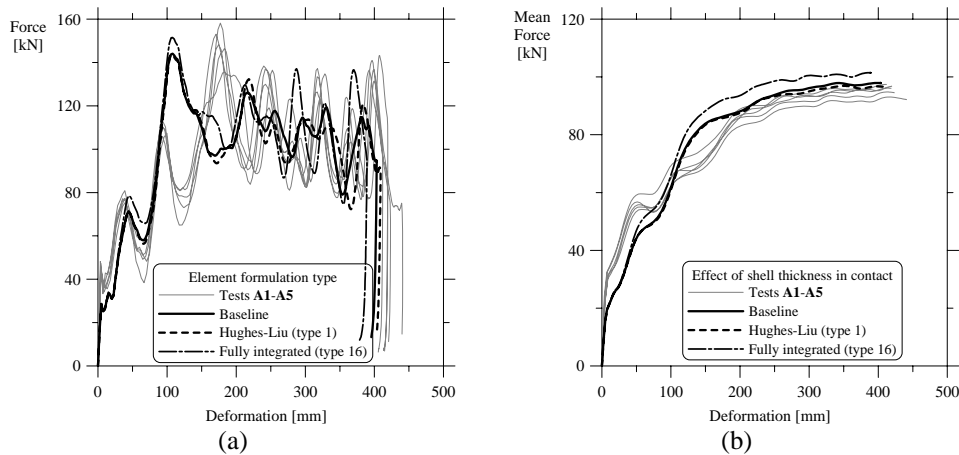 Force
[kN]
160
120
80
40
0
Element formulation type
Tests A1-A5
Baseline
Hughes-Liu (type 1)
Fully integrated (type 16)
0 100 200 300 400 500
Deformation [mm]
(a)
Mean
Force
[kN]
120
80
40
0
Effect of shell thickness in contact
Tests A1-A5
Baseline
Hughes-Liu (type 1)
Fully integrated (type 16)
0 100 200 300 400 500
Deformation [mm]
(b)